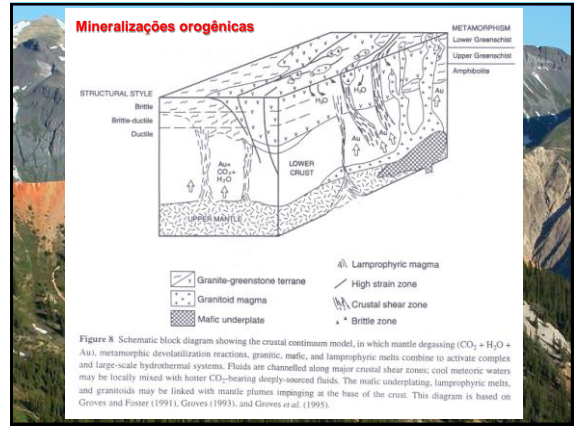 Mineralizações orogênicas
METAMORPHISM
Lower Greenschist
Upper Greenschist
Amphibolite
STRUCTURAL STYLE
Brittle
Brittle-ductile
Ductile
H₂O
H₂O
Au
Au
Au
Au
Au+
CO₂+
H₂O
LOWER
CRUST
UPPER MANTLE
Granite-greenstone terrane
Granitoid magma
Mafic underplate
Lamprophyric magma
High strain zone
Crustal shear zone
Brittle zone
Figure 8 Schematic block diagram showing the crustal continuum model, in which mantle degassing (CO₂ + H₂O +
Au), metamorphic devolatilization reactions, granitic, mafic, and lamprophyric melts combine to activate complex
and large-scale hydrothermal systems. Fluids are channelled along major crustal shear zones; cool meteoric waters
may be locally mixed with hotter CO₂-bearing deeply-sourced fluids. The mafic underplating, lamprophyric melts,
and granitoids may be linked with mantle plumes impinging at the base of the crust. This diagram is based on
Groves and Foster (1991), Groves (1993), and Groves et al. (1995).